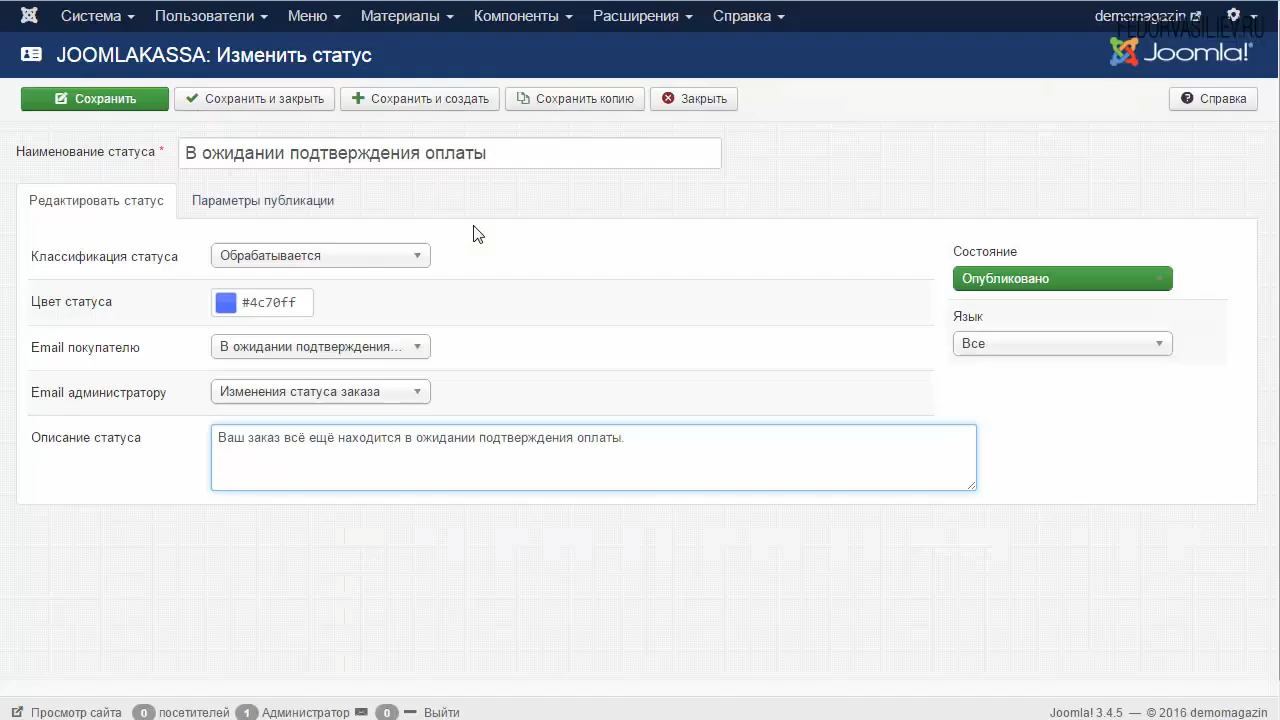 Система Пользователи Меню Материалы Компоненты Расширения Справка demomagazin
FEDORVASILIEV.RU
JOOMLAKASSA: Изменить статус
Joomla!
Сохранить Сохранить и закрыть Сохранить и создать Сохранить копию Закрыть Справка
Наименование статуса * В ожидании подтверждения оплаты
Редактировать статус Параметры публикации
Классификация статуса Обрабатывается
Состояние
Опубликовано
Цвет статуса #4c70ff
Язык
Все
Email покупателю В ожидании подтверждения...
Email администратору Изменения статуса заказа
Описание статуса Ваш заказ всё ещё находится в ожидании подтверждения оплаты.
Просмотр сайта 0 посетителей 1 Администратор 0 Выйти Joomla! 3.4.5 — © 2016 demomagazin